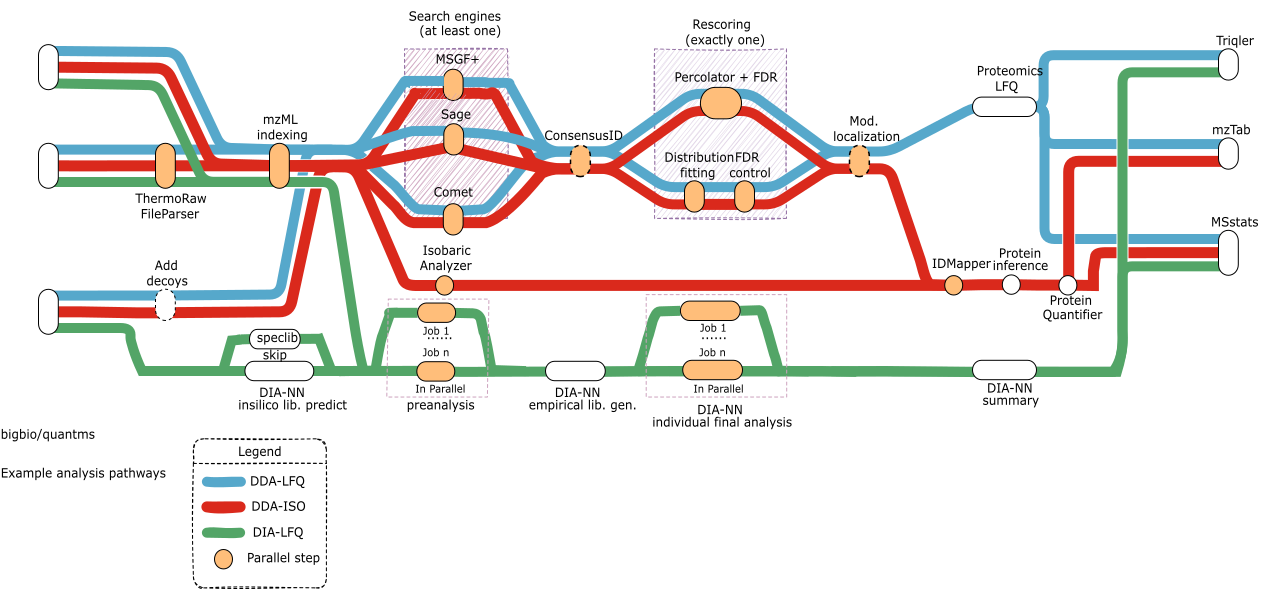 Search engines
(at least one)
MSGF+
Sage
Comet
Rescoring
(exactly one)
Percolator + FDR
Distribution
fitting
FDR
control
mzML
indexing
ThermoRaw
FileParser
ConsensusID
Mod.
localization
Proteomics
LFQ
Triqler
mzTab
MSstats
Add
decoys
Isobaric
Analyzer
IDMapper
Protein
inference
Protein
Quantifier
speclib
skip
DIA-NN
insilico lib. predict
Job 1
......
Job n
In Parallel
preanalysis
DIA-NN
empirical lib. gen.
Job 1
......
Job n
In Parallel
DIA-NN
individual final analysis
DIA-NN
summary
bigbio/quantms
Example analysis pathways
Legend
DDA-LFQ
DDA-ISO
DIA-LFQ
Parallel step